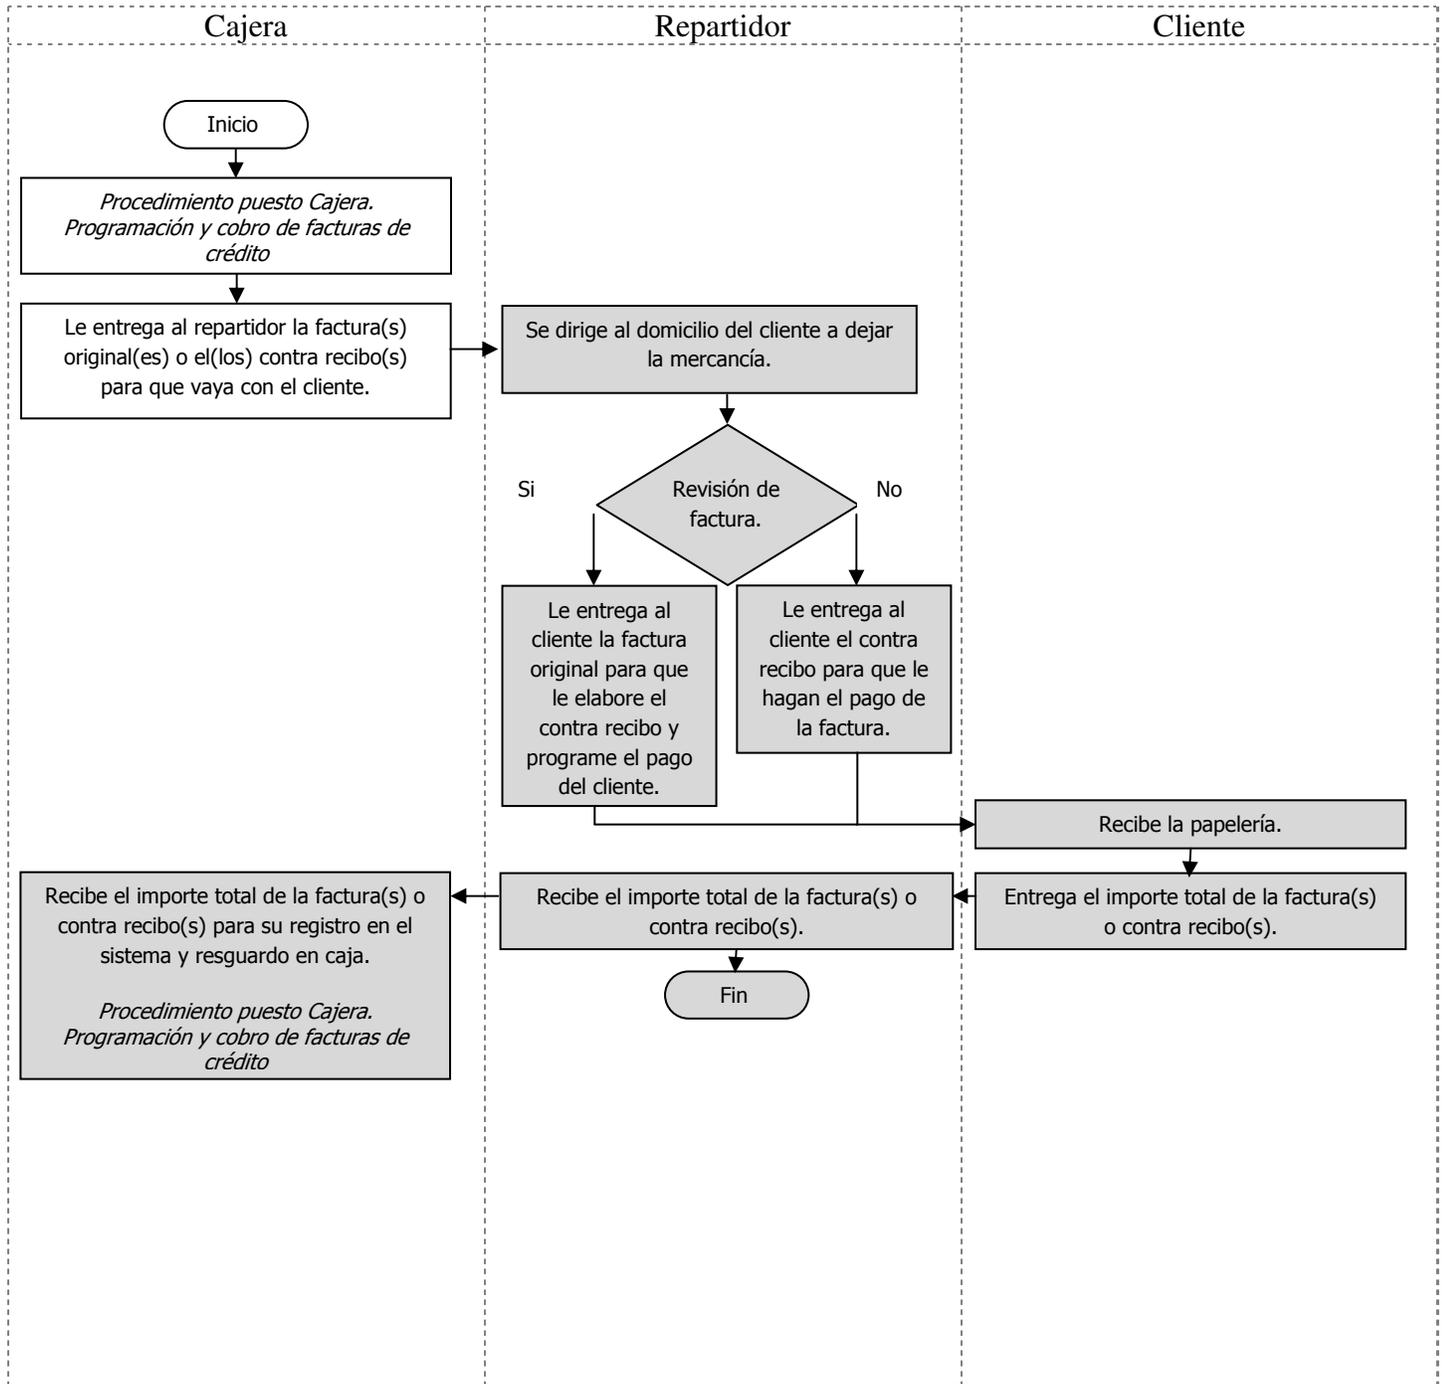 Cajera
Repartidor
Cliente
Inicio
Procedimiento puesto Cajera.
Programación y cobro de facturas de
crédito
Le entrega al repartidor la factura(s)
original(es) o el(los) contra recibo(s)
para que vaya con el cliente.
Se dirige al domicilio del cliente a dejar
la mercancía.
Si
Revisión de
factura.
No
Le entrega al
cliente la factura
original para que
le elabore el
contra recibo y
programe el pago
del cliente.
Le entrega al
cliente el contra
recibo para que le
hagan el pago de
la factura.
Recibe la papelería.
Entrega el importe total de la factura(s)
o contra recibo(s).
Recibe el importe total de la factura(s) o
contra recibo(s).
Recibe el importe total de la factura(s) o
contra recibo(s) para su registro en el
sistema y resguardo en caja.
Procedimiento puesto Cajera.
Programación y cobro de facturas de
crédito
Fin